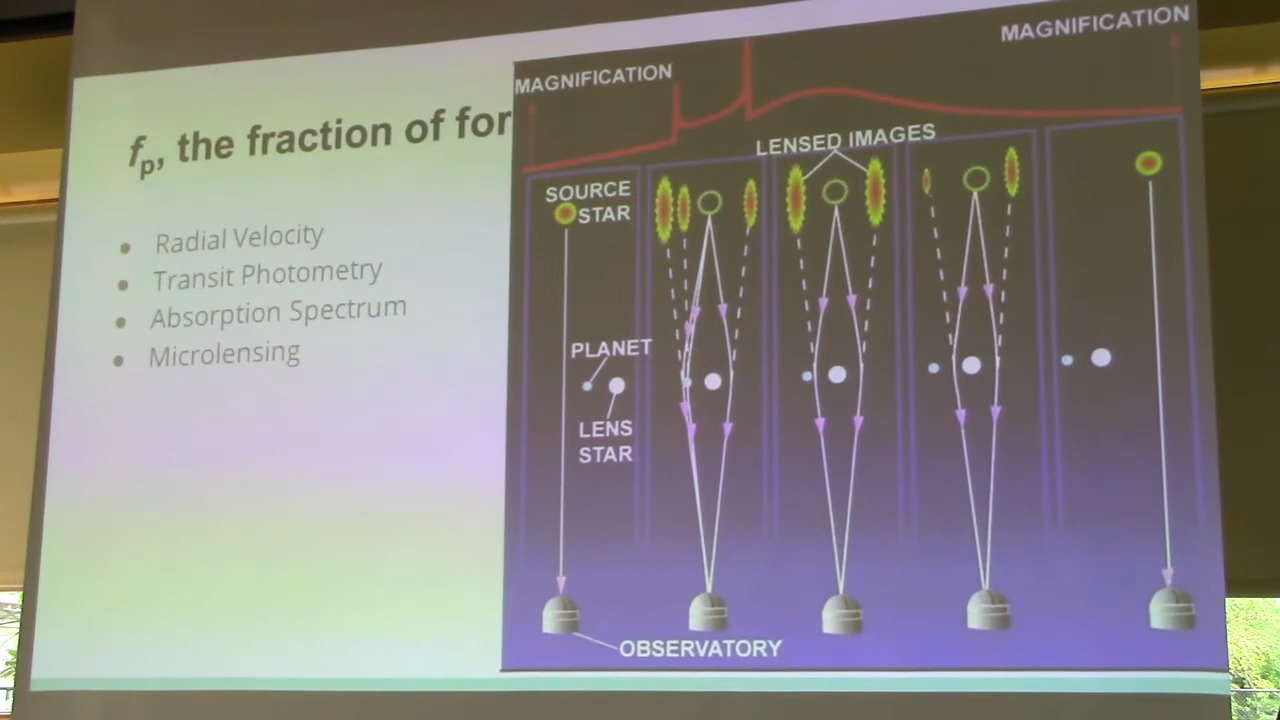 f_p, the fraction of for
Radial Velocity
Transit Photometry
Absorption Spectrum
Microlensing
MAGNIFICATION
MAGNIFICATION
LENSED IMAGES
SOURCE
STAR
PLANET
LENS
STAR
OBSERVATORY